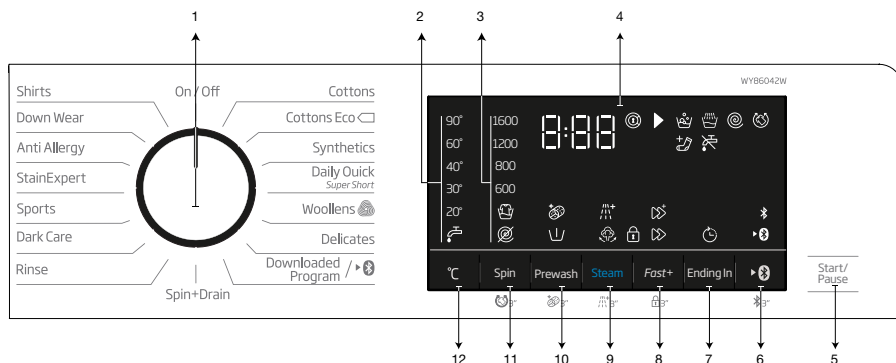 1
2
3
4
WY86042W
Shirts
On / Off
Cottons
Down Wear
Cottons Eco
Anti Allergy
Synthetics
StainExpert
Daily Quick
Super Short
Sports
Woollens
Dark Care
Delicates
Rinse
Downloaded
Program /
Spin+Drain
90°
60°
40°
30°
20°
1600
1200
800
600
8:88
°C
Spin
Prewash
Steam
Fast+
Ending In
3"
3"
3"
3"
3"
Start/
Pause
12
11
10
9
8
7
6
5